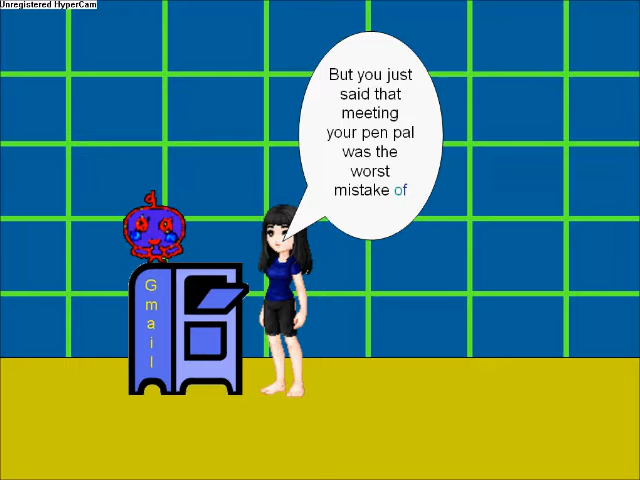 Unregistered HyperCam
But you just
said that
meeting
your pen pal
was the
worst
mistake of
G
m
a
i
l